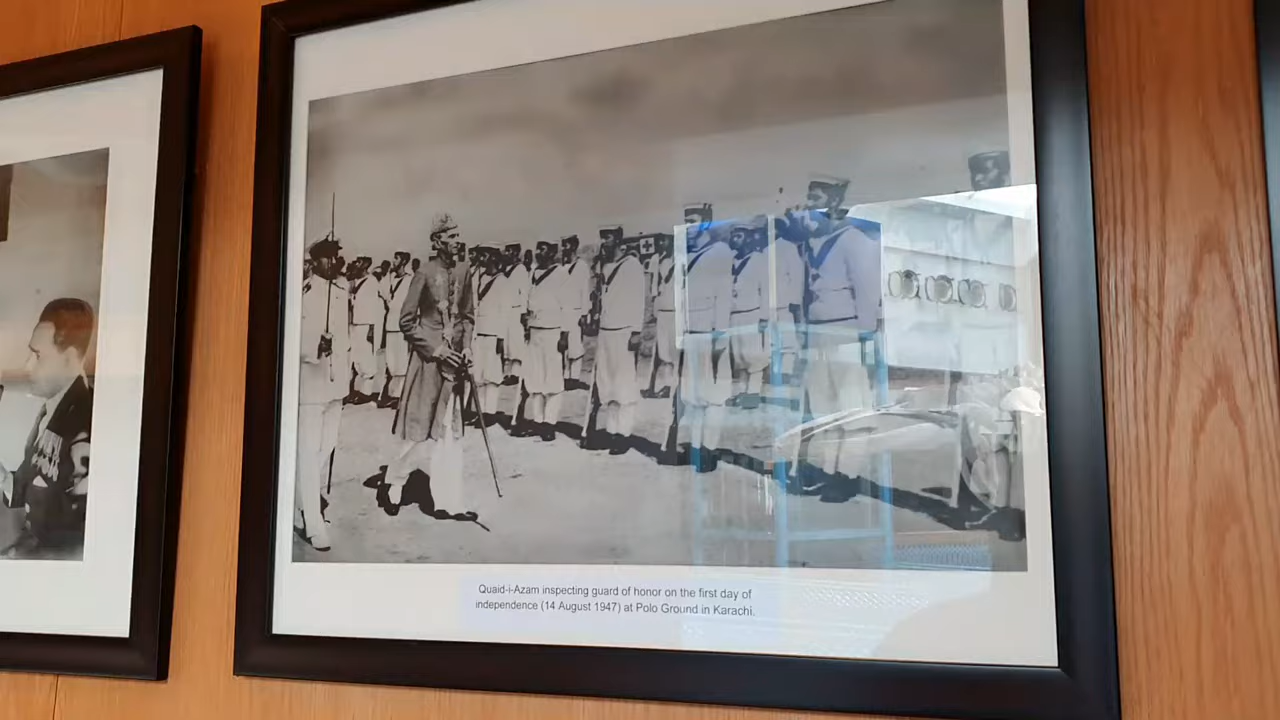 Quaid-i-Azam inspecting guard of honor on the first day of
independence (14 August 1947) at Polo Ground in Karachi.